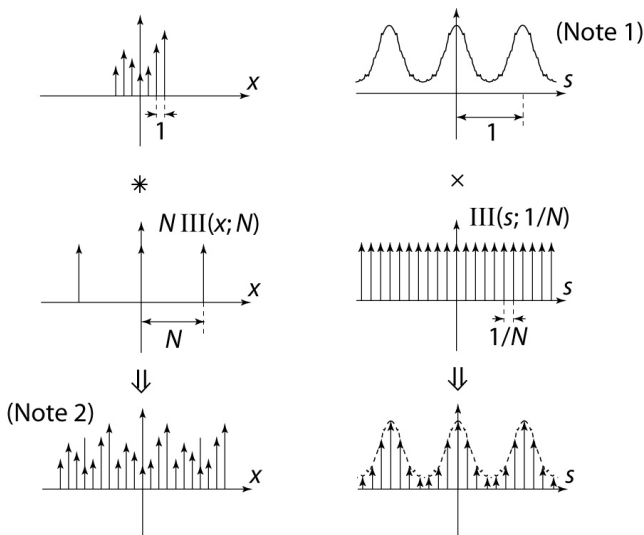 (Note 1)
x
s
1
1
*
×
N III(x; N)
III(s; 1/N)
x
s
N
1/N
⇓
⇓
(Note 2)
x
s